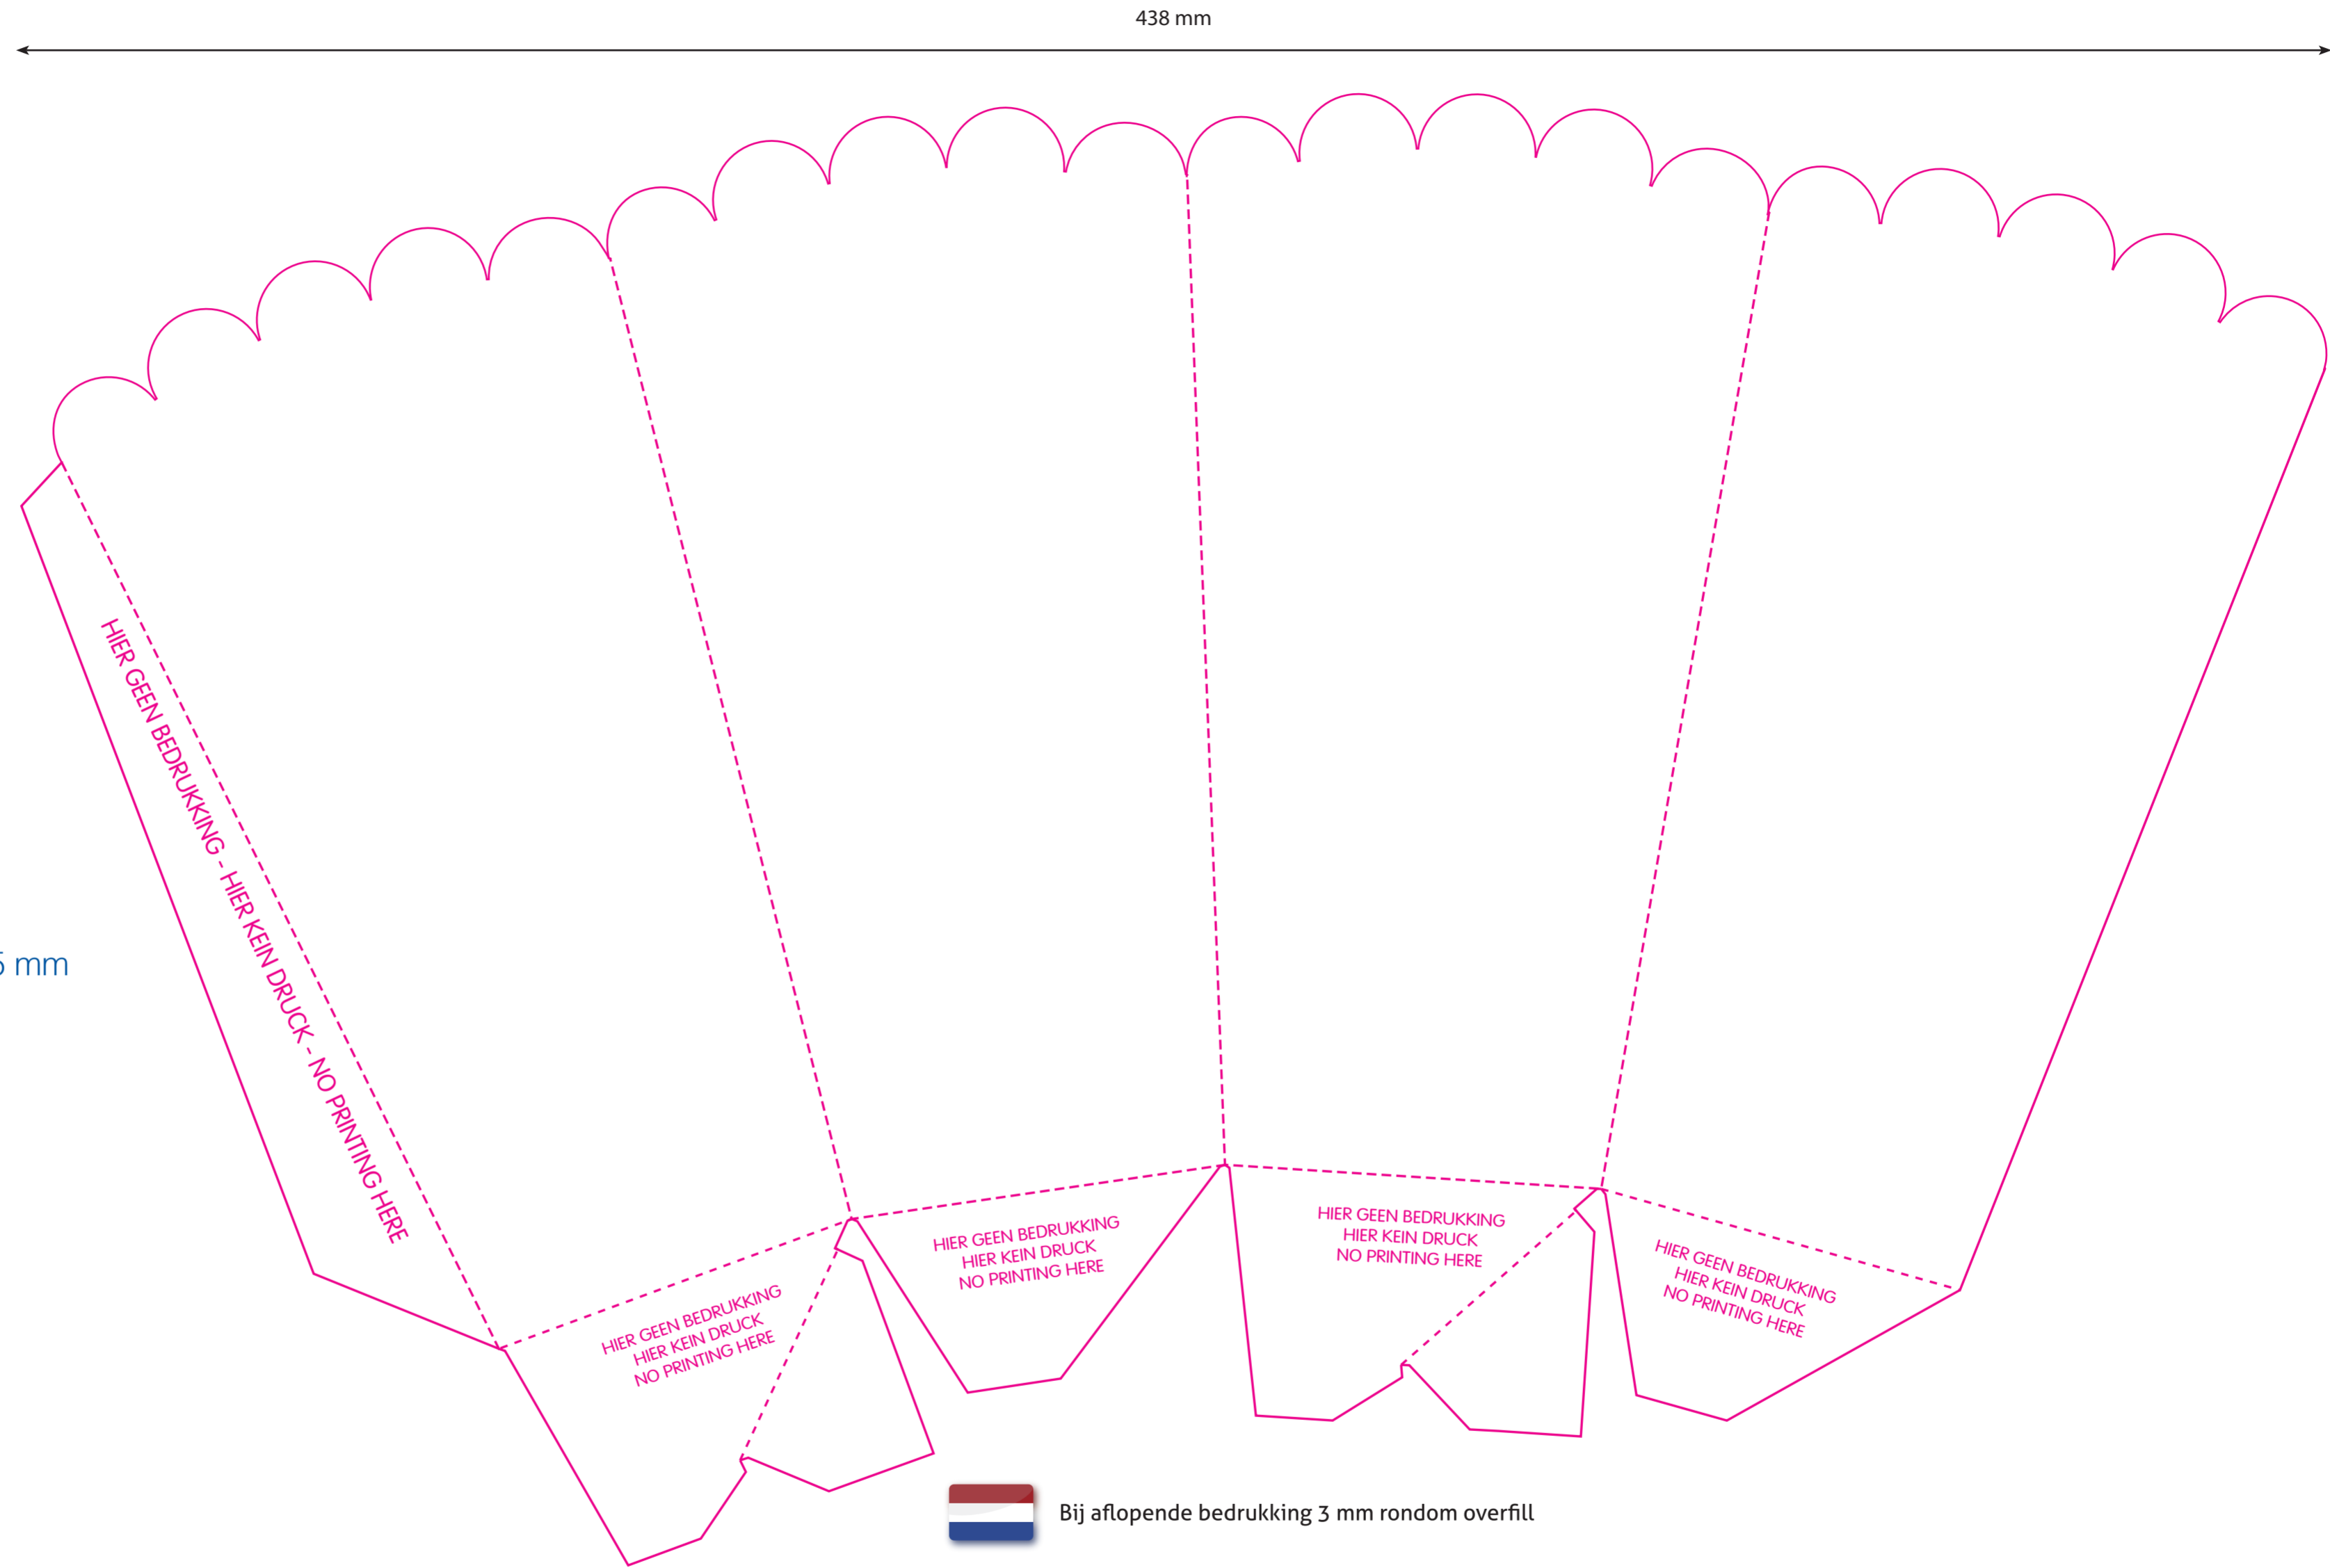 438 mm
HIER GEEN BEDRUKKING - HIER KEIN DRUCK - NO PRINTING HERE
mm
HIER GEEN BEDRUKKING
HIER KEIN DRUCK
NO PRINTING HERE
HIER GEEN BEDRUKKING
HIER KEIN DRUCK
NO PRINTING HERE
HIER GEEN BEDRUKKING
HIER KEIN DRUCK
NO PRINTING HERE
HIER GEEN BEDRUKKING
HIER KEIN DRUCK
NO PRINTING HERE
Bij aflopende bedrukking 3 mm rondom overfill